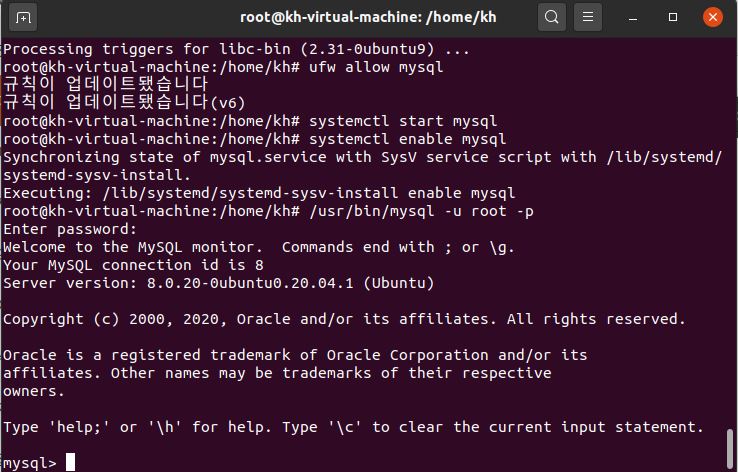 root@kh-virtual-machine: /home/kh
Processing triggers for libc-bin (2.31-0ubuntu9) ...
root@kh-virtual-machine:/home/kh# ufw allow mysql
규칙이 업데이트됐습니다
규칙이 업데이트됐습니다(v6)
root@kh-virtual-machine:/home/kh# systemctl start mysql
root@kh-virtual-machine:/home/kh# systemctl enable mysql
Synchronizing state of mysql.service with SysV service script with /lib/systemd/
systemd-sysv-install.
Executing: /lib/systemd/systemd-sysv-install enable mysql
root@kh-virtual-machine:/home/kh# /usr/bin/mysql -u root -p
Enter password:
Welcome to the MySQL monitor.  Commands end with ; or \g.
Your MySQL connection id is 8
Server version: 8.0.20-0ubuntu0.20.04.1 (Ubuntu)
Copyright (c) 2000, 2020, Oracle and/or its affiliates. All rights reserved.
Oracle is a registered trademark of Oracle Corporation and/or its
affiliates. Other names may be trademarks of their respective
owners.
Type 'help;' or '\h' for help. Type '\c' to clear the current input statement.
mysql>